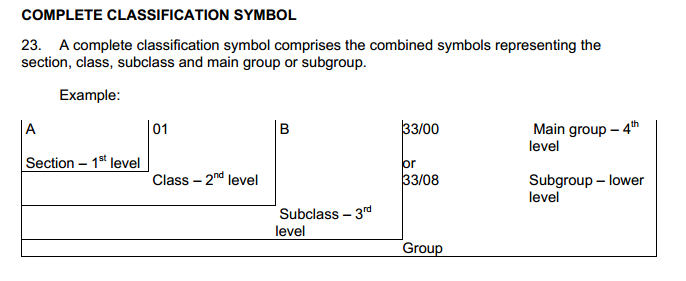 COMPLETE CLASSIFICATION SYMBOL
23. A complete classification symbol comprises the combined symbols representing the
section, class, subclass and main group or subgroup.
Example:
A 01 B 33/00 Main group – 4th
level
Section – 1st level or
Class – 2nd level 33/08 Subgroup – lower
level
Subclass – 3rd
level
Group